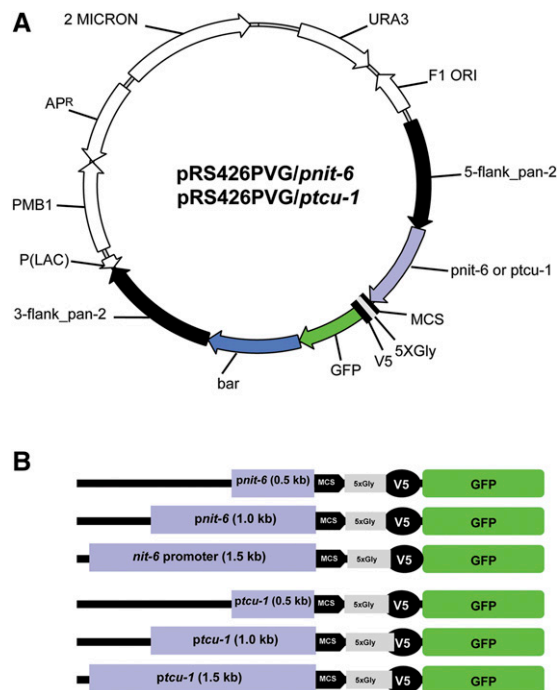 A
2 MICRON
URA3
F1 ORI
APR
5-flank_pan-2
pRS426PVG/pnit-6
pRS426PVG/ptcu-1
PMB1
pnit-6 or ptcu-1
P(LAC)
MCS
3-flank_pan-2
5XGly
V5
GFP
bar
B
pnit-6 (0.5 kb) MCS 5xGly V5 GFP
pnit-6 (1.0 kb) MCS 5xGly V5 GFP
nit-6 promoter (1.5 kb) MCS 5xGly V5 GFP
ptcu-1 (0.5 kb) MCS 5xGly V5 GFP
ptcu-1 (1.0 kb) MCS 5xGly V5 GFP
ptcu-1 (1.5 kb) MCS 5xGly V5 GFP